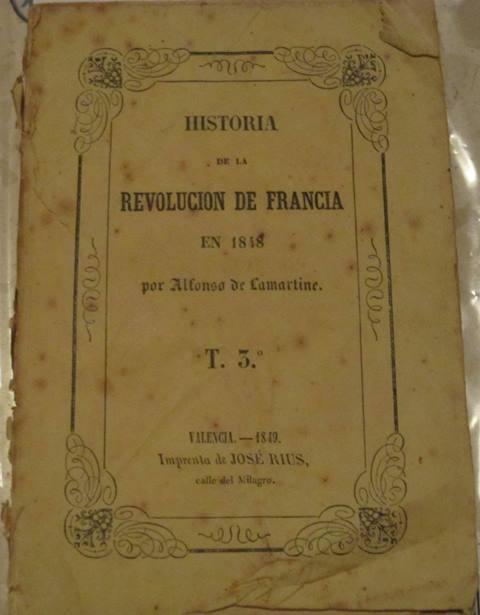 HISTORIA
DE LA
REVOLUCION DE FRANCIA
EN 1848
por Alfonso de Lamartine.
T. 3.º
VALENCIA.—1849.
Imprenta de JOSÉ RIUS,
calle del Milagro.